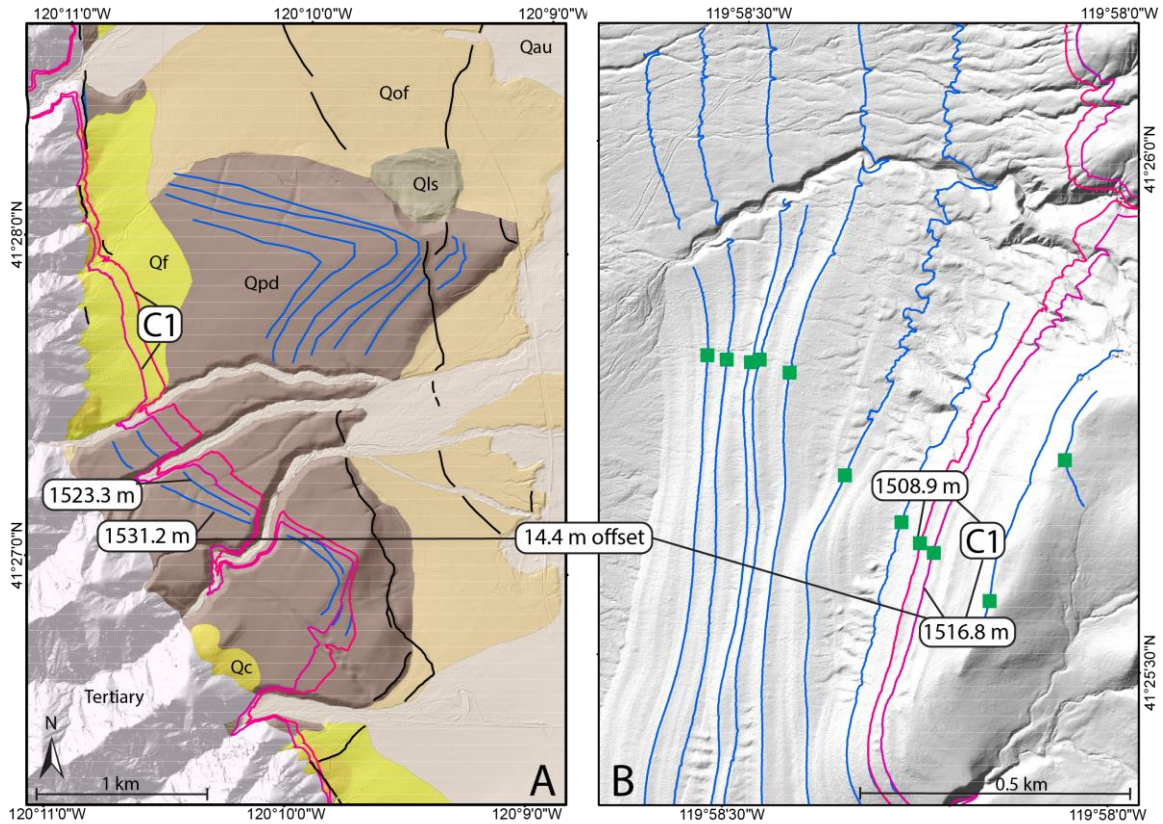 120°11'0"W 120°10'0"W 120°9'0"W 119°58'30"W 119°58'0"W
Qau
Qof
Qls
41°28'0"N
41°26'0"N
Qf
Qpd
C1
1523.3 m
1508.9 m
1531.2 m
14.4 m offset
C1
41°27'0"N
1516.8 m
Qc
41°25'30"N
Tertiary
N
1 km
A
B
0.5 km
120°11'0"W 120°10'0"W 120°9'0"W 119°58'30"W 119°58'0"W